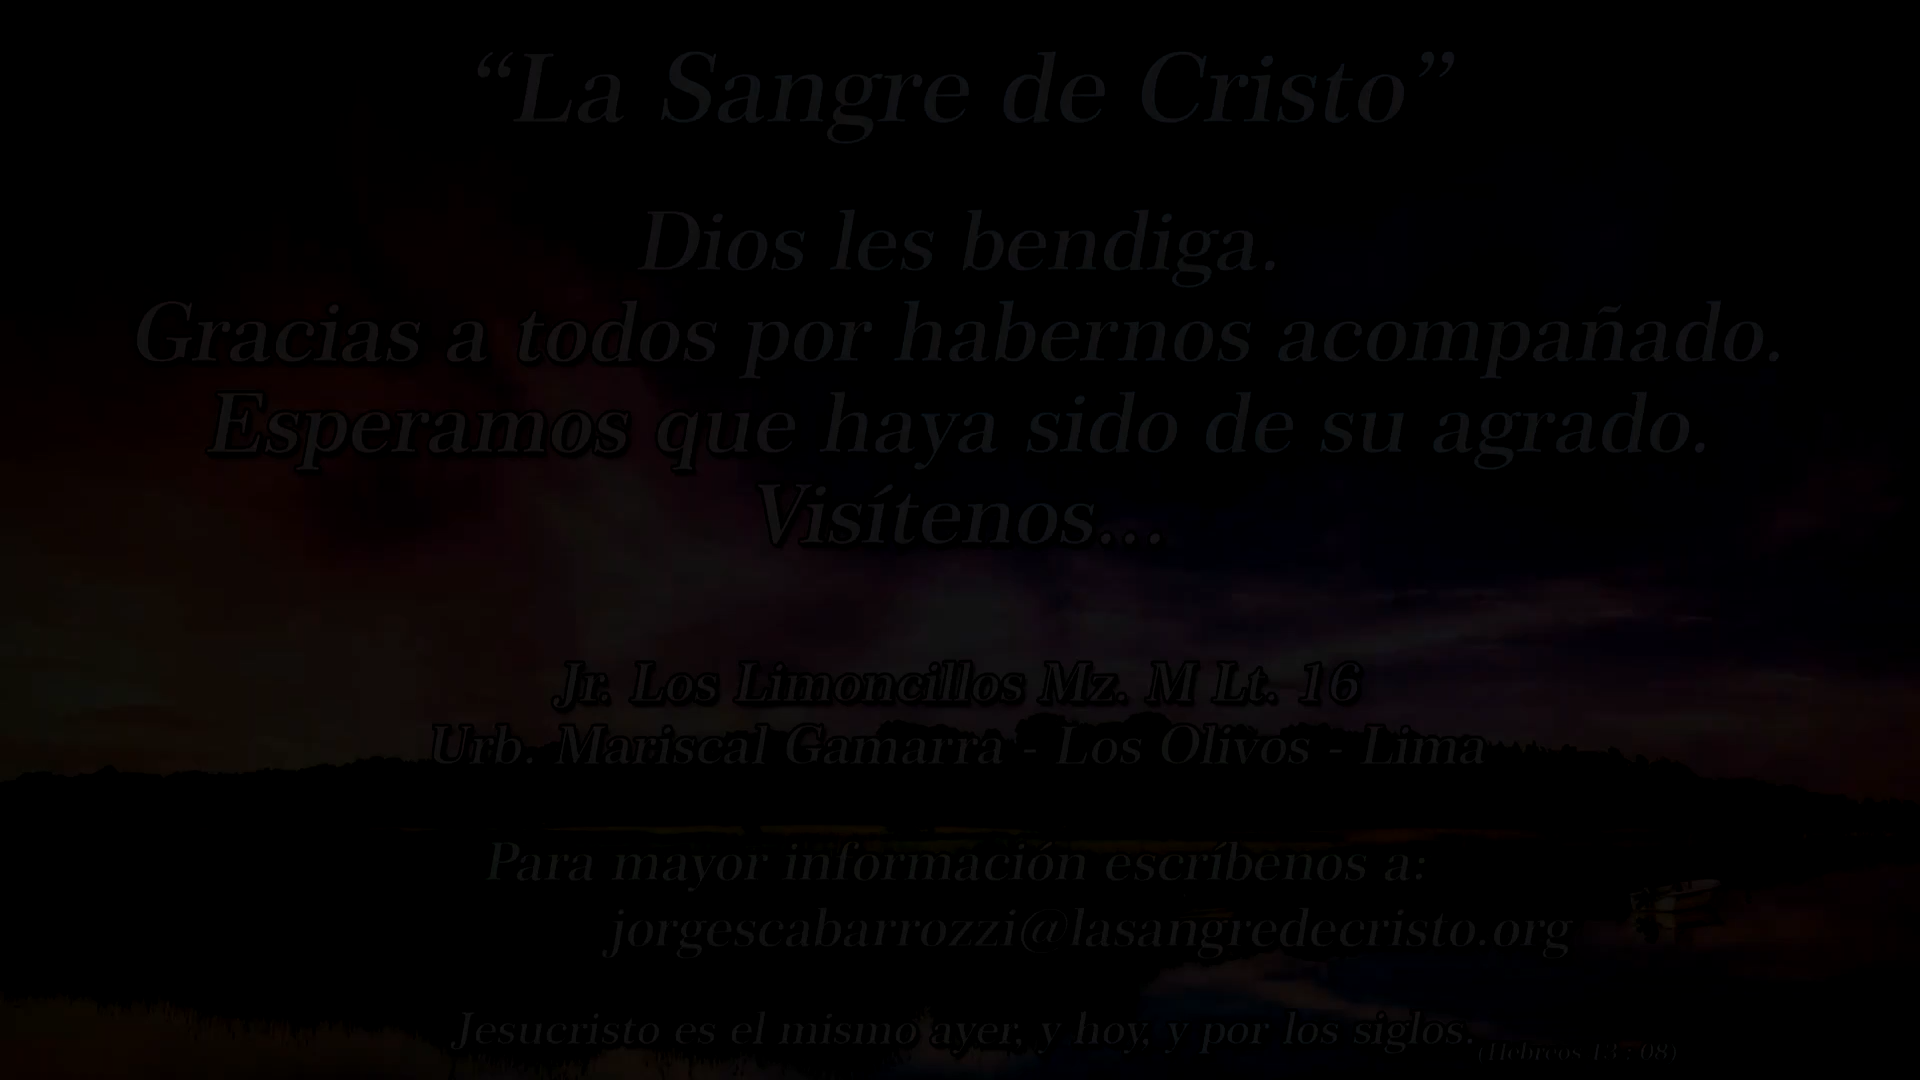 “La Sangre de Cristo”
Dios les bendiga.
Gracias a todos por habernos acompañado.
Esperamos que haya sido de su agrado.
Visítenos...
Jr. Los Limoncillos Mz. M Lt. 16
Urb. Mariscal Gamarra - Los Olivos - Lima
Para mayor información escríbenos a:
jorgescabarrozzi@lasangredecristo.org
Jesucristo es el mismo ayer, y hoy, y por los siglos.
(Hebreos 13 : 08)